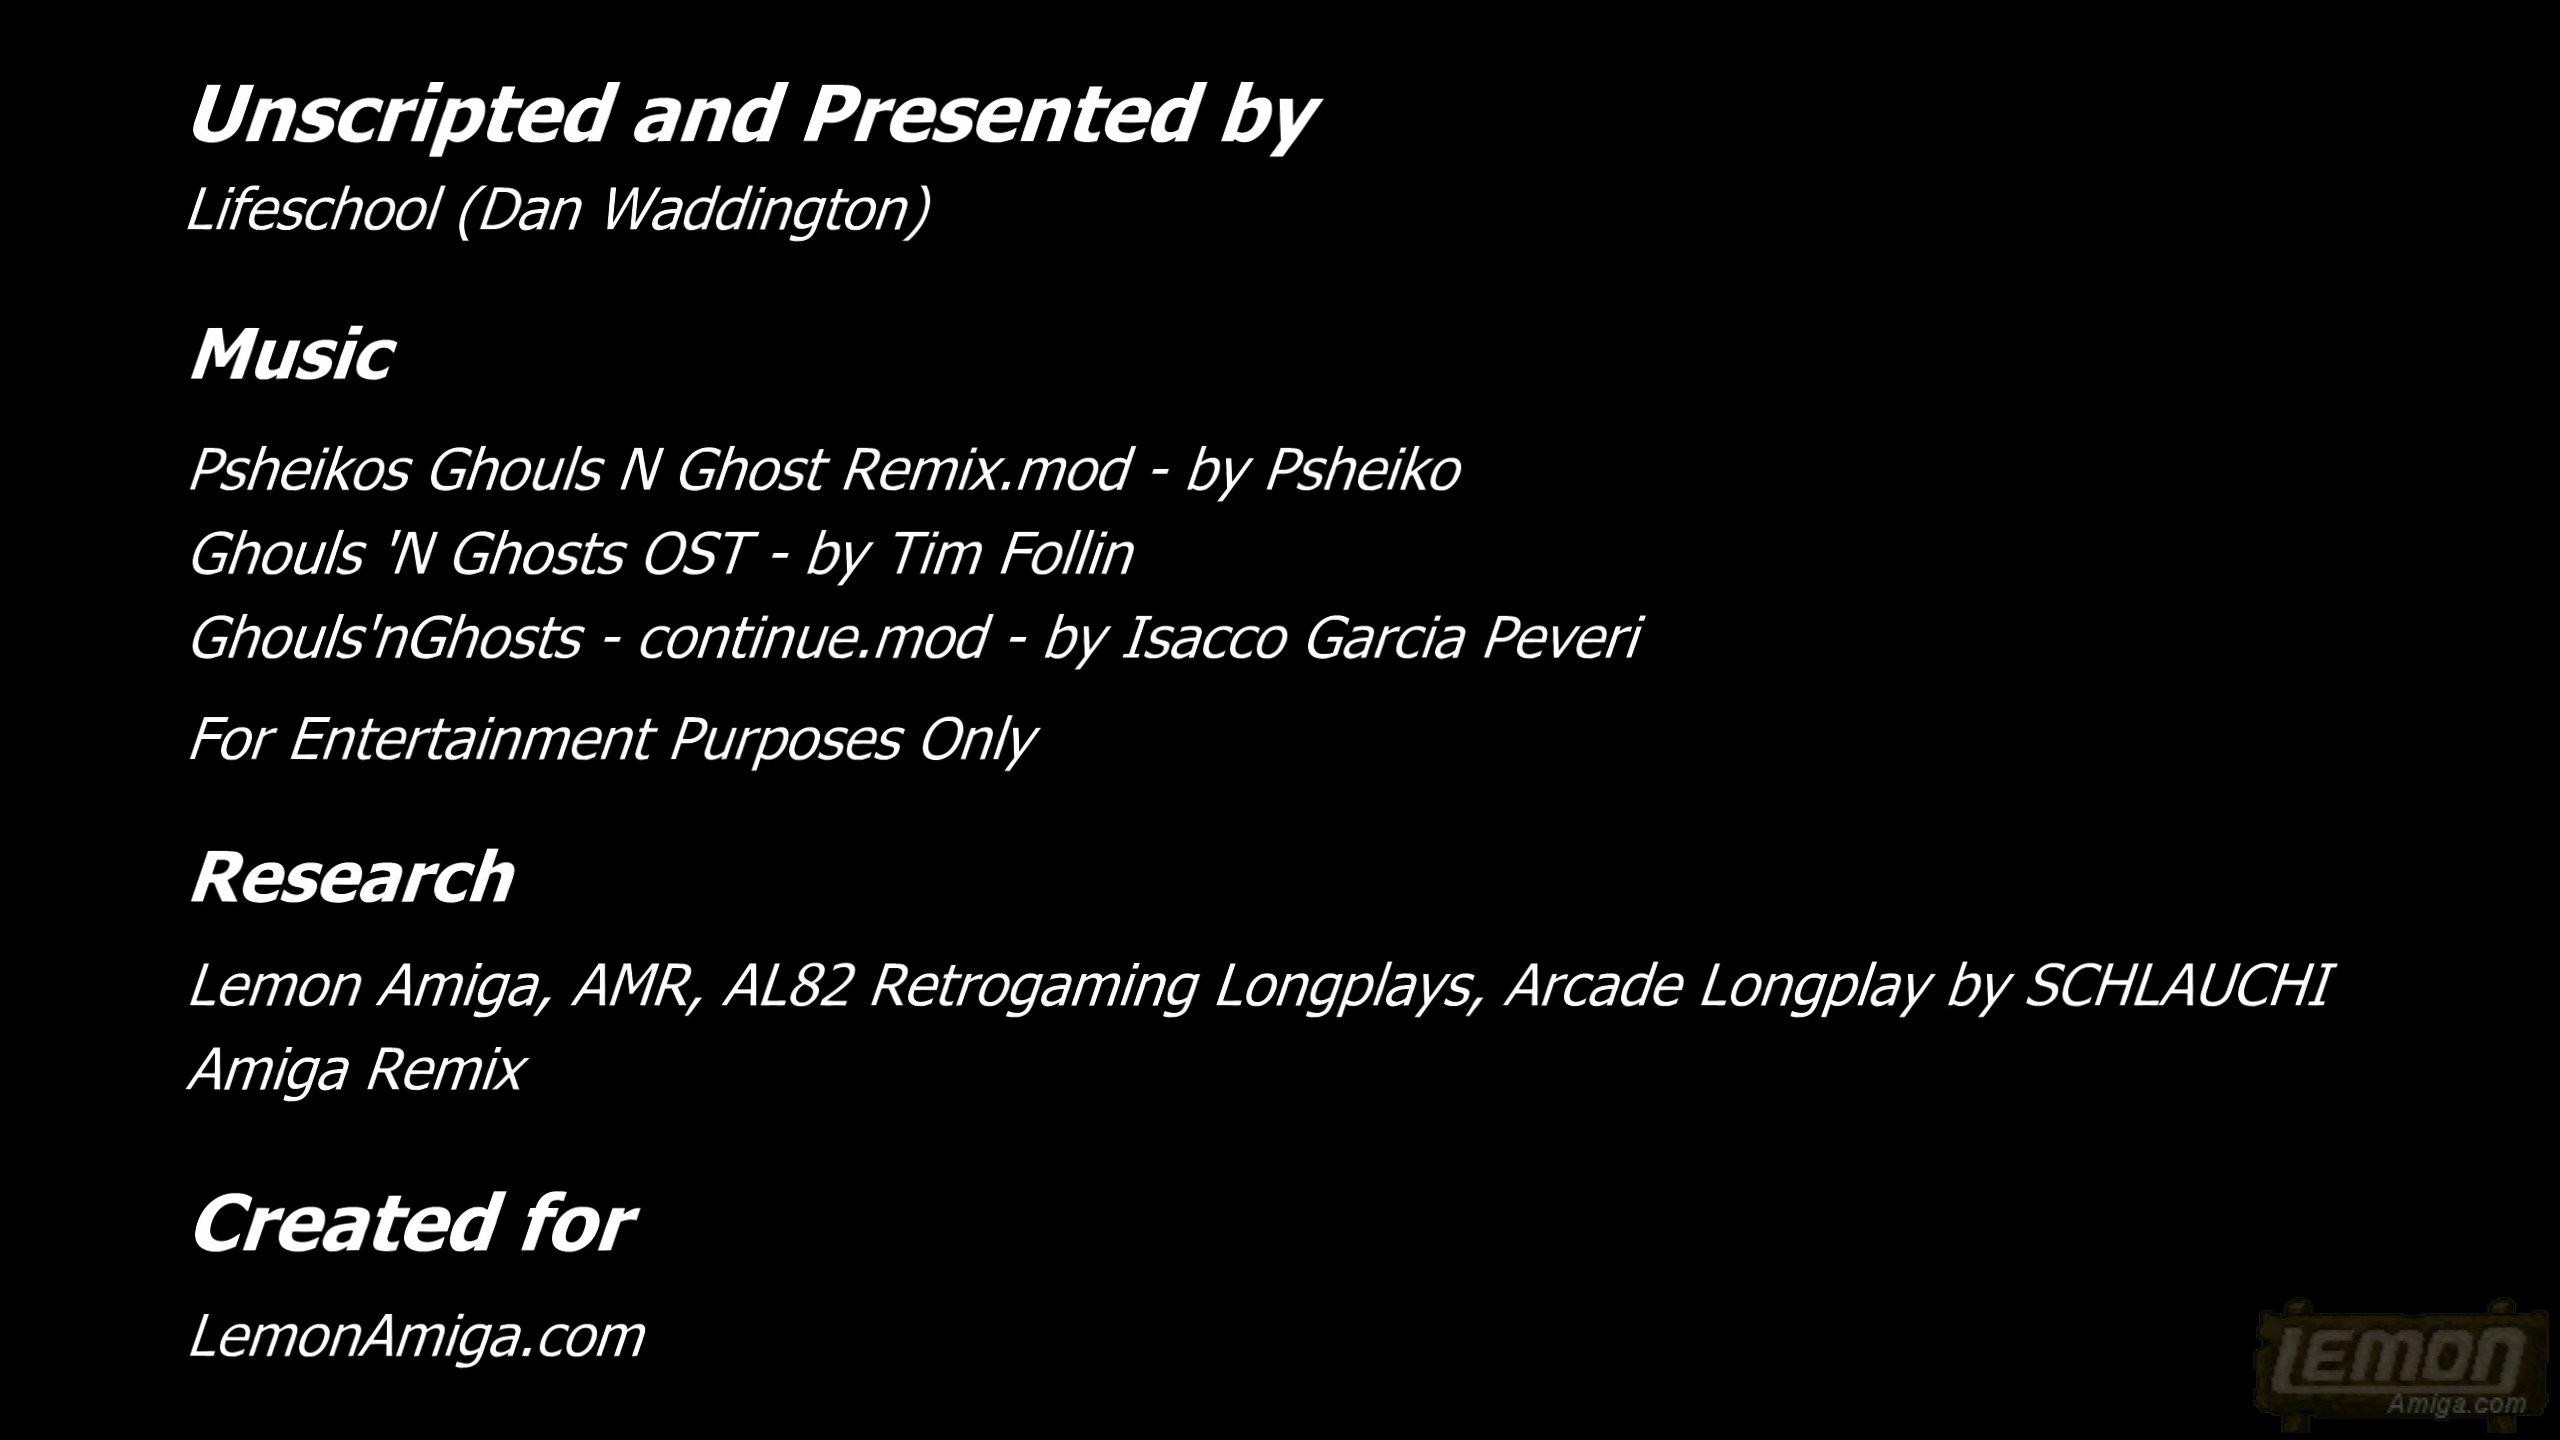 Unscripted and Presented by
Lifeschool (Dan Waddington)
Music
Psheikos Ghouls N Ghost Remix.mod - by Psheiko
Ghouls 'N Ghosts OST - by Tim Follin
Ghouls'nGhosts - continue.mod - by Isacco Garcia Peveri
For Entertainment Purposes Only
Research
Lemon Amiga, AMR, AL82 Retrogaming Longplays, Arcade Longplay by SCHLAUCHI
Amiga Remix
Created for
LemonAmiga.com
LEMON
Amiga.com